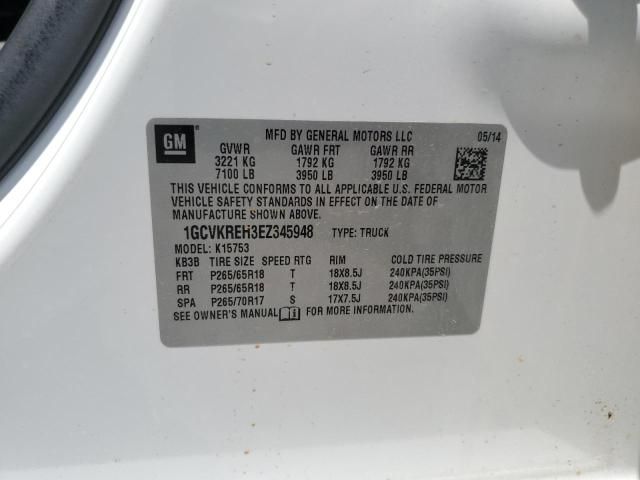 GM
MFD BY GENERAL MOTORS LLC 05/14
GVWR GAWR FRT GAWR RR
3221 KG 1792 KG 1792 KG
7100 LB 3950 LB 3950 LB
THIS VEHICLE CONFORMS TO ALL APPLICABLE U.S. FEDERAL MOTOR
VEHICLE SAFETY STANDARDS IN EFFECT ON THE DATE OF
MANUFACTURE SHOWN ABOVE.
1GCVKREH3EZ345948 TYPE: TRUCK
MODEL: K15753
KB3B TIRE SIZE SPEED RTG RIM COLD TIRE PRESSURE
FRT P265/65R18 T 18X8.5J 240KPA(35PSI)
RR P265/65R18 T 18X8.5J 240KPA(35PSI)
SPA P265/70R17 S 17X7.5J 240KPA(35PSI)
SEE OWNER'S MANUAL FOR MORE INFORMATION.